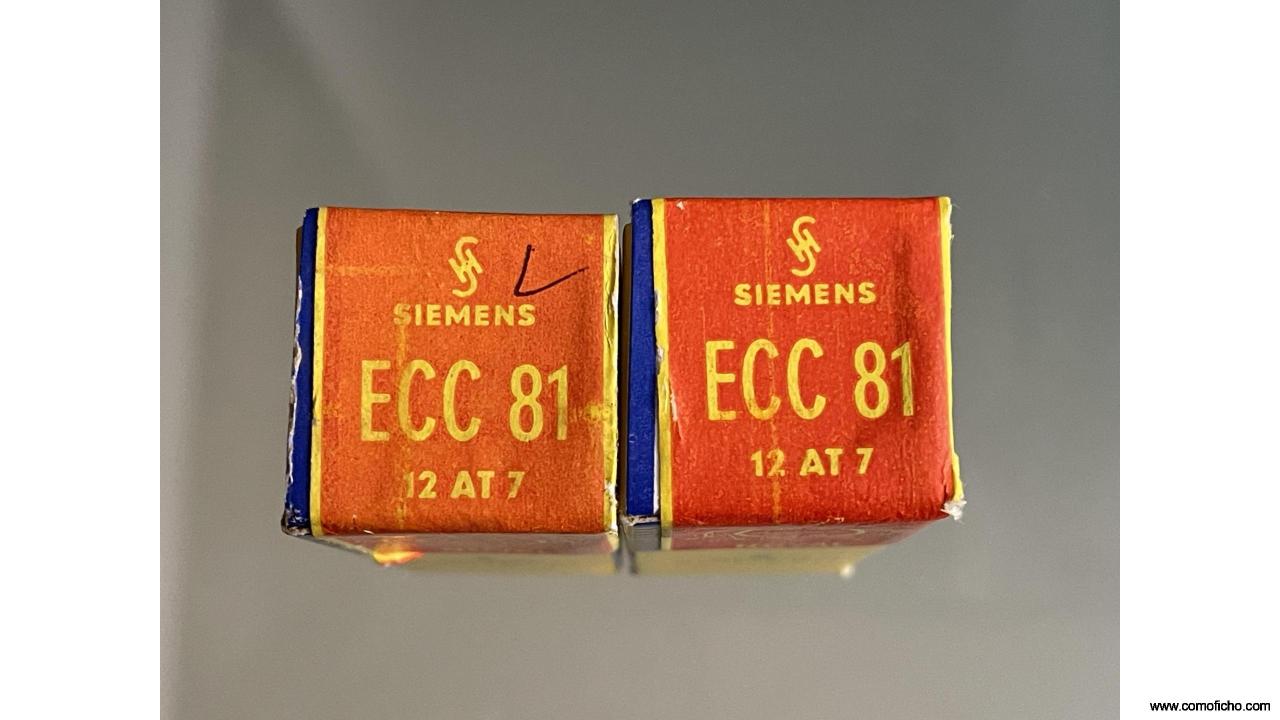 SIEMENS
ECC 81
12 AT 7
SIEMENS
ECC 81
12 AT 7
www.comoficho.com